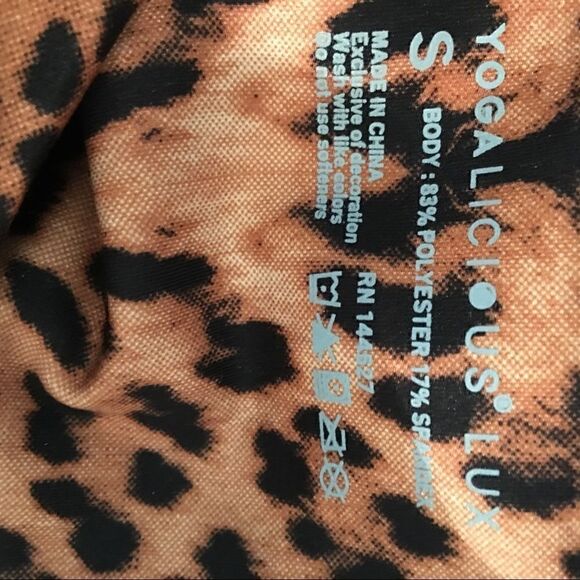 YOGALICIOUS® LUX
S
BODY : 83% POLYESTER 17% SPANDEX
MADE IN CHINA
Exclusive of decoration
Wash with like colors
Do not use softeners